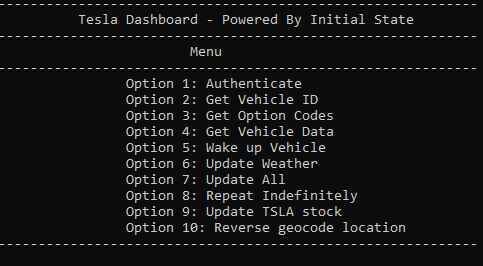 ------------------------------------------------------------
Tesla Dashboard - Powered By Initial State
------------------------------------------------------------
Menu
------------------------------------------------------------
Option 1: Authenticate
Option 2: Get Vehicle ID
Option 3: Get Option Codes
Option 4: Get Vehicle Data
Option 5: Wake up Vehicle
Option 6: Update Weather
Option 7: Update All
Option 8: Repeat Indefinitely
Option 9: Update TSLA stock
Option 10: Reverse geocode location
------------------------------------------------------------